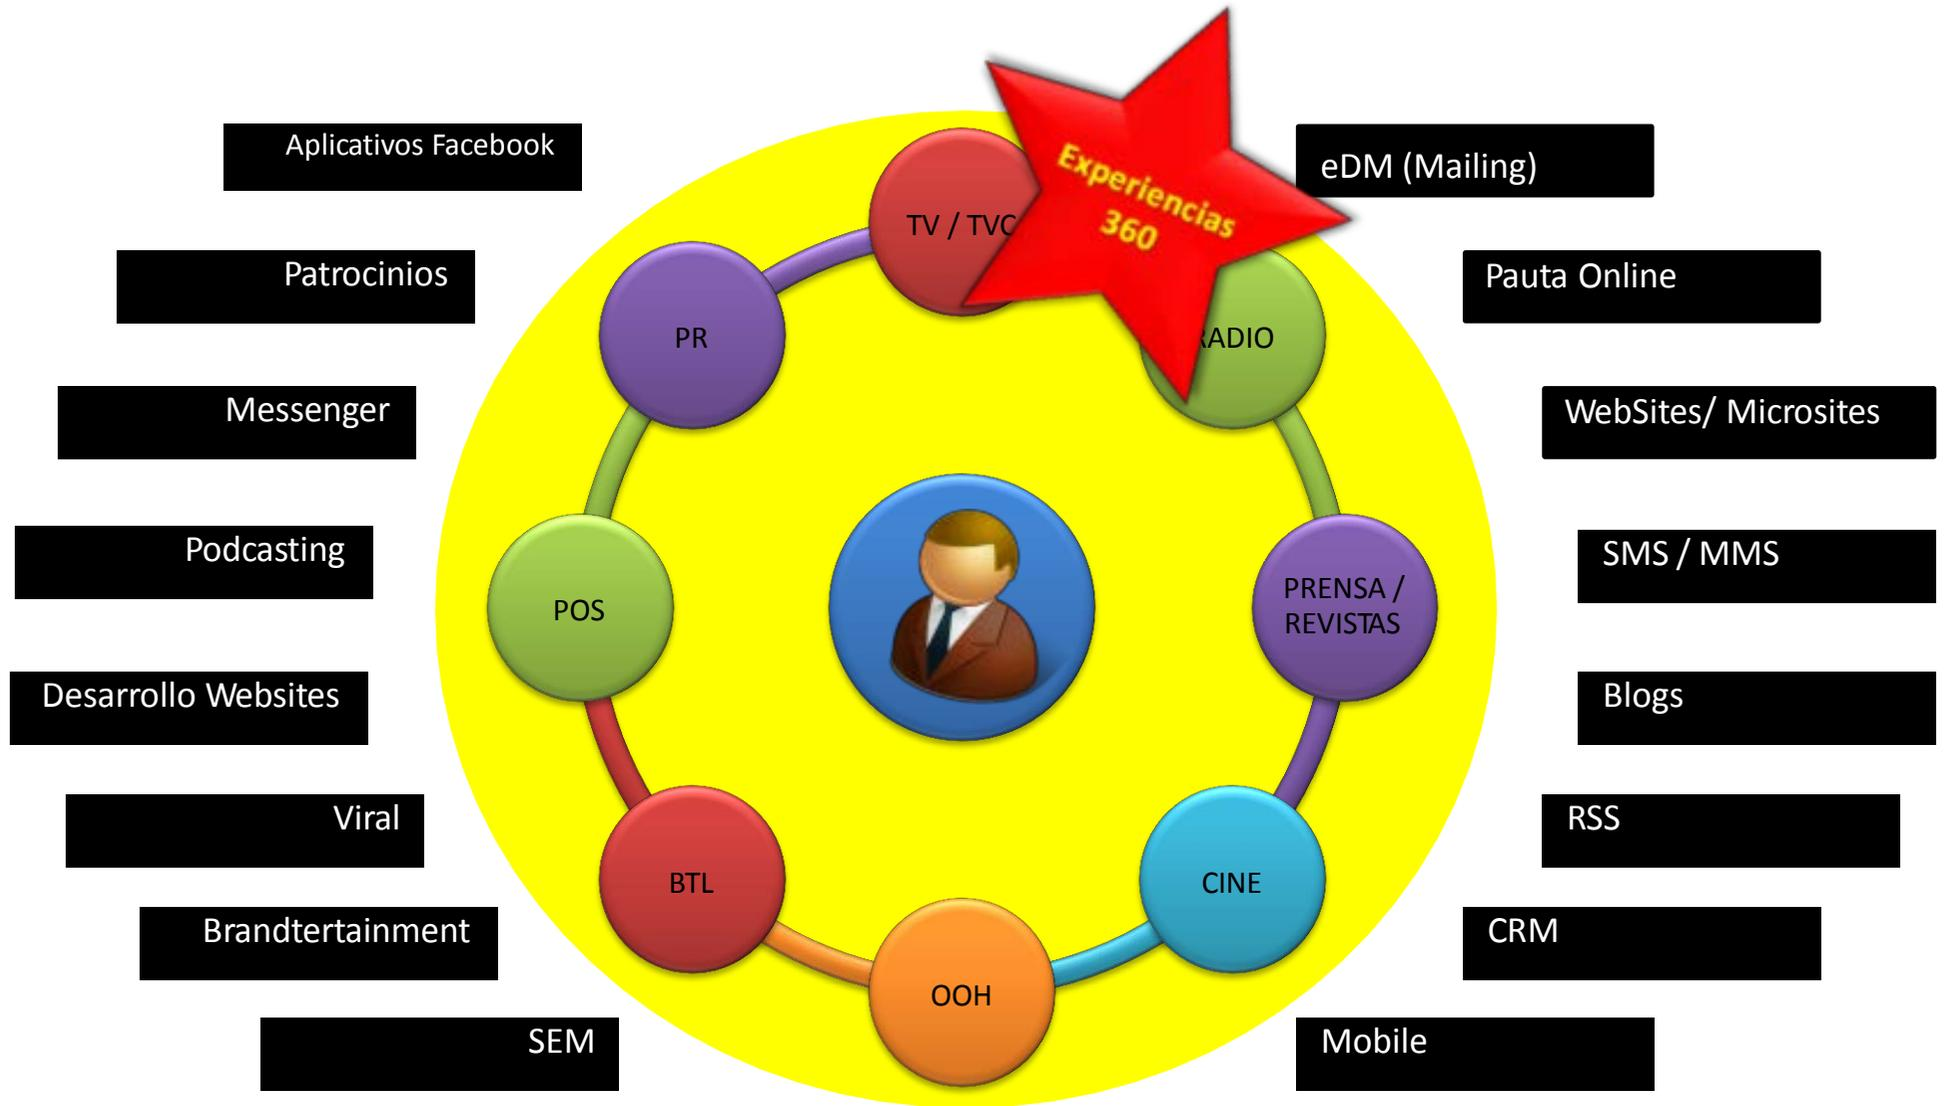 Experiencias
360
Aplicativos Facebook
eDM (Mailing)
TV / TVC
Patrocinios
Pauta Online
PR
RADIO
Messenger
WebSites/ Microsites
Podcasting
SMS / MMS
POS
PRENSA /
REVISTAS
Desarrollo Websites
Blogs
Viral
RSS
BTL
CINE
Brandtertainment
CRM
OOH
SEM
Mobile